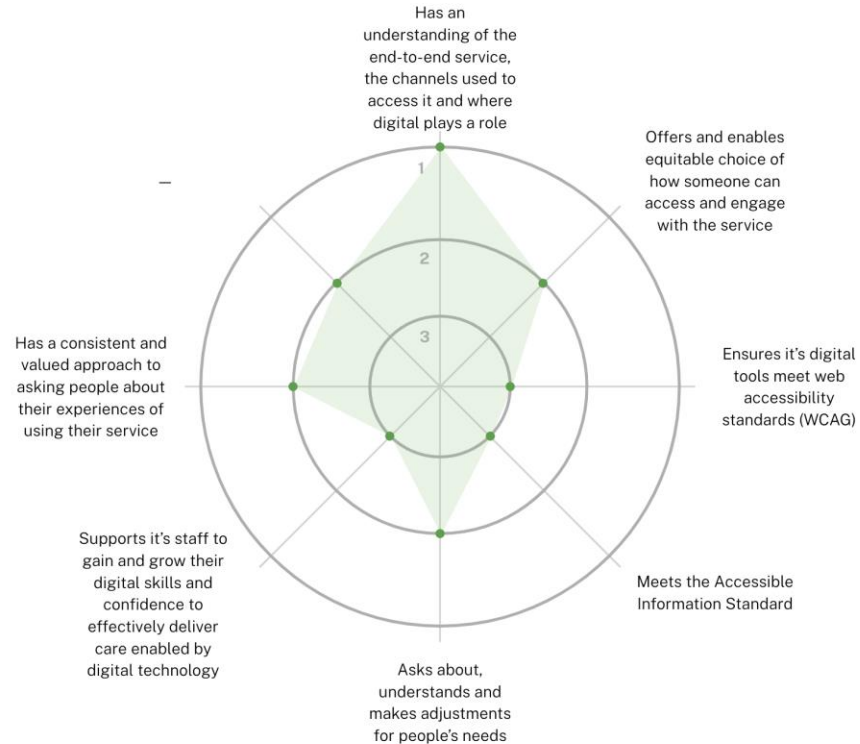 Has an
understanding of the
end-to-end service,
the channels used to
access it and where
digital plays a role
Offers and enables
equitable choice of
how someone can
access and engage
with the service
Ensures it’s digital
tools meet web
accessibility
standards (WCAG)
Meets the Accessible
Information Standard
Asks about,
understands and
makes adjustments
for people’s needs
Supports it’s staff to
gain and grow their
digital skills and
confidence to
effectively deliver
care enabled by
digital technology
Has a consistent and
valued approach to
asking people about
their experiences of
using their service
–
1
2
3